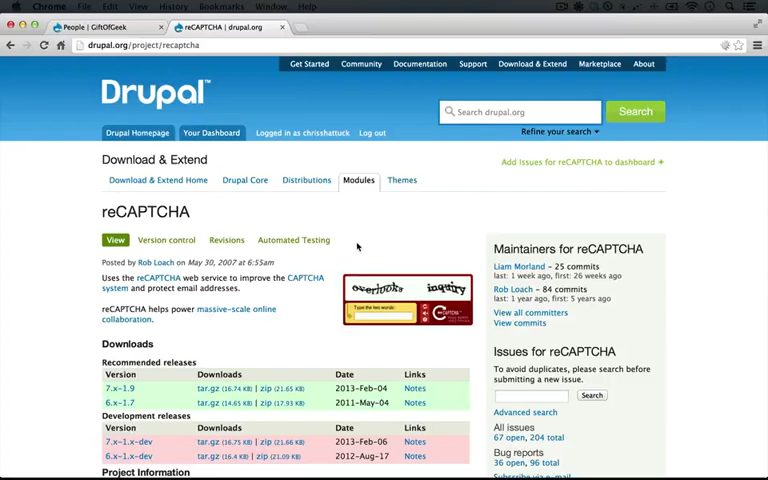 Chrome File Edit View History Bookmarks Window Help
People | GiftOfGeek
reCAPTCHA | drupal.org
drupal.org/project/recaptcha
Get Started Community Documentation Support Download & Extend Marketplace About
Drupal™
Search drupal.org
Search
Refine your search
Drupal Homepage Your Dashboard Logged in as chrisshattuck Log out
Download & Extend
Add Issues for reCAPTCHA to dashboard +
Download & Extend Home Drupal Core Distributions Modules Themes
reCAPTCHA
View Version control Revisions Automated Testing
Posted by Rob Loach on May 30, 2007 at 6:55am
Uses the reCAPTCHA web service to improve the CAPTCHA
system and protect email addresses.
reCAPTCHA helps power massive-scale online
collaboration.
overlooks inquiry
Type the two words:
Downloads
Recommended releases
Version Downloads Date Links
7.x-1.9 tar.gz (16.74 KB) | zip (21.65 KB) 2013-Feb-04 Notes
6.x-1.7 tar.gz (14.65 KB) | zip (17.93 KB) 2011-May-04 Notes
Development releases
Version Downloads Date Links
7.x-1.x-dev tar.gz (16.75 KB) | zip (21.66 KB) 2013-Feb-06 Notes
6.x-1.x-dev tar.gz (16.4 KB) | zip (21.09 KB) 2012-Aug-17 Notes
Project Information
Maintainers for reCAPTCHA
Liam Morland – 25 commits
last: 1 week ago, first: 26 weeks ago
Rob Loach – 84 commits
last: 1 year ago, first: 5 years ago
View all committers
View commits
Issues for reCAPTCHA
To avoid duplicates, please search before
submitting a new issue.
Search
Advanced search
All issues
67 open, 204 total
Bug reports
36 open, 96 total
Subscribe via e-mail